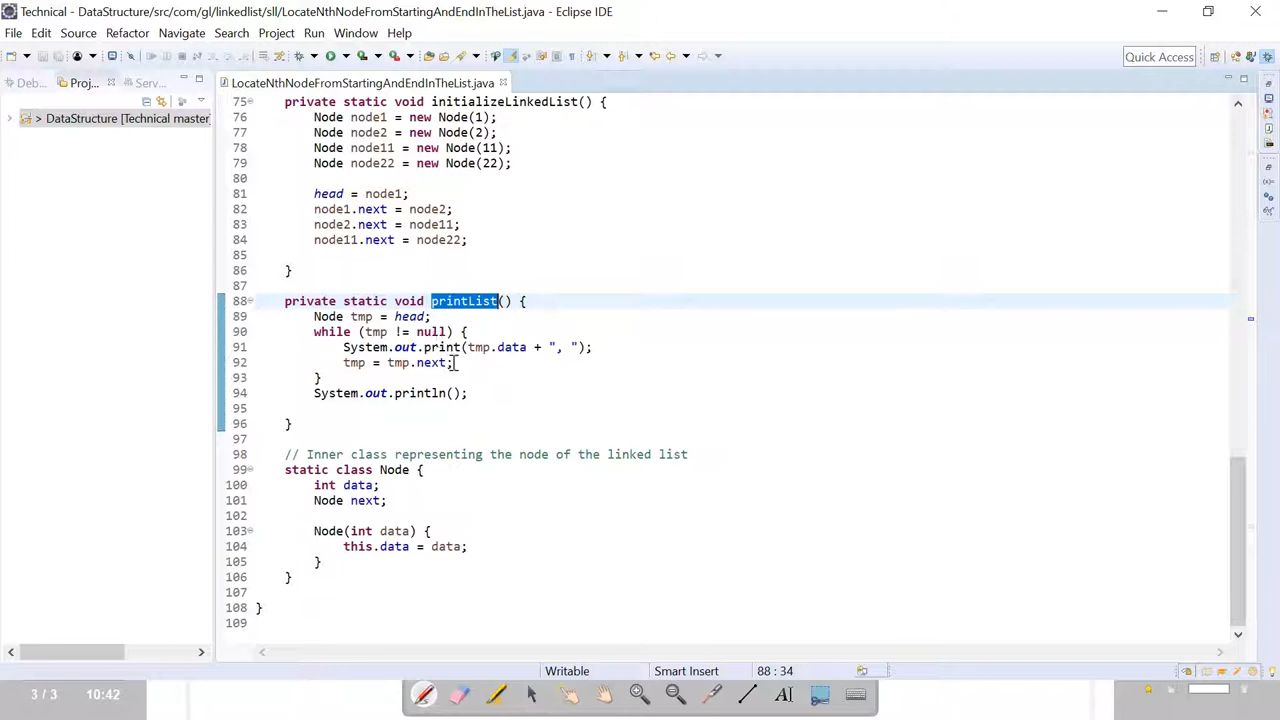 Technical - DataStructure/src/com/gl/linkedlist/sll/LocateNthNodeFromStartingAndEndInTheList.java - Eclipse IDE
File Edit Source Refactor Navigate Search Project Run Window Help
Quick Access
Deb... Proj... Serv...
LocateNthNodeFromStartingAndEndInTheList.java
> DataStructure [Technical master]
75 private static void initializeLinkedList() {
76 Node node1 = new Node(1);
77 Node node2 = new Node(2);
78 Node node11 = new Node(11);
79 Node node22 = new Node(22);
80
81 head = node1;
82 node1.next = node2;
83 node2.next = node11;
84 node11.next = node22;
85
86 }
87
88 private static void printList() {
89 Node tmp = head;
90 while (tmp != null) {
91 System.out.print(tmp.data + ", ");
92 tmp = tmp.next;
93 }
94 System.out.println();
95
96 }
97
98 // Inner class representing the node of the linked list
99 static class Node {
100 int data;
101 Node next;
102
103 Node(int data) {
104 this.data = data;
105 }
106 }
107
108 }
109
Writable Smart Insert 88 : 34
3 / 3 10:42
AI